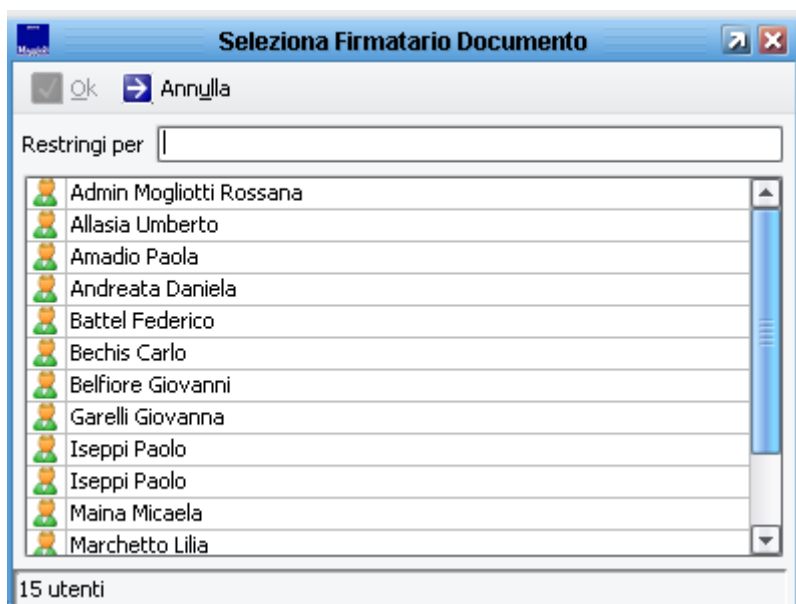 Seleziona Firmatario Documento
Ok Annulla
Restringi per
Admin Mogliotti Rossana
Allasia Umberto
Amadio Paola
Andreata Daniela
Battel Federico
Bechis Carlo
Belfiore Giovanni
Garelli Giovanna
Iseppi Paolo
Iseppi Paolo
Maina Micaela
Marchetto Lilia
15 utenti